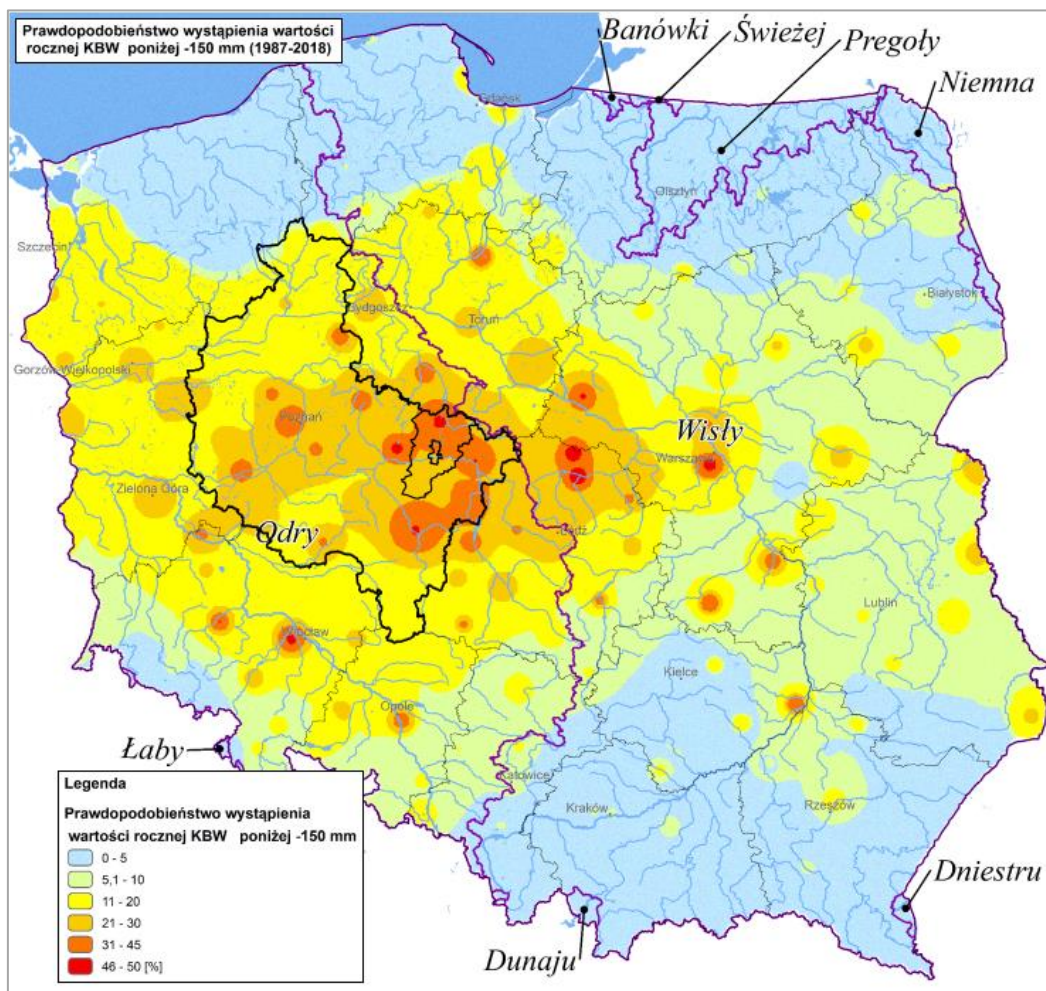 Prawdopodobieństwo wystąpienia wartości
rocznej KBW poniżej -150 mm (1987-2018)
Banówki
Świeżej
Pregoły
Niemna
Gdańsk
Olsztyn
Szczecin
Białystok
Bydgoszcz
Toruń
Gorzów Wielkopolski
Poznań
Wisły
Warszawa
Zielona Góra
Odry
Łódź
Lublin
Wrocław
Kielce
Opole
Łaby
Katowice
Kraków
Rzeszów
Dniestru
Dunaju
Legenda
Prawdopodobieństwo wystąpienia
wartości rocznej KBW poniżej -150 mm
0 - 5
5,1 - 10
11 - 20
21 - 30
31 - 45
46 - 50 [%]